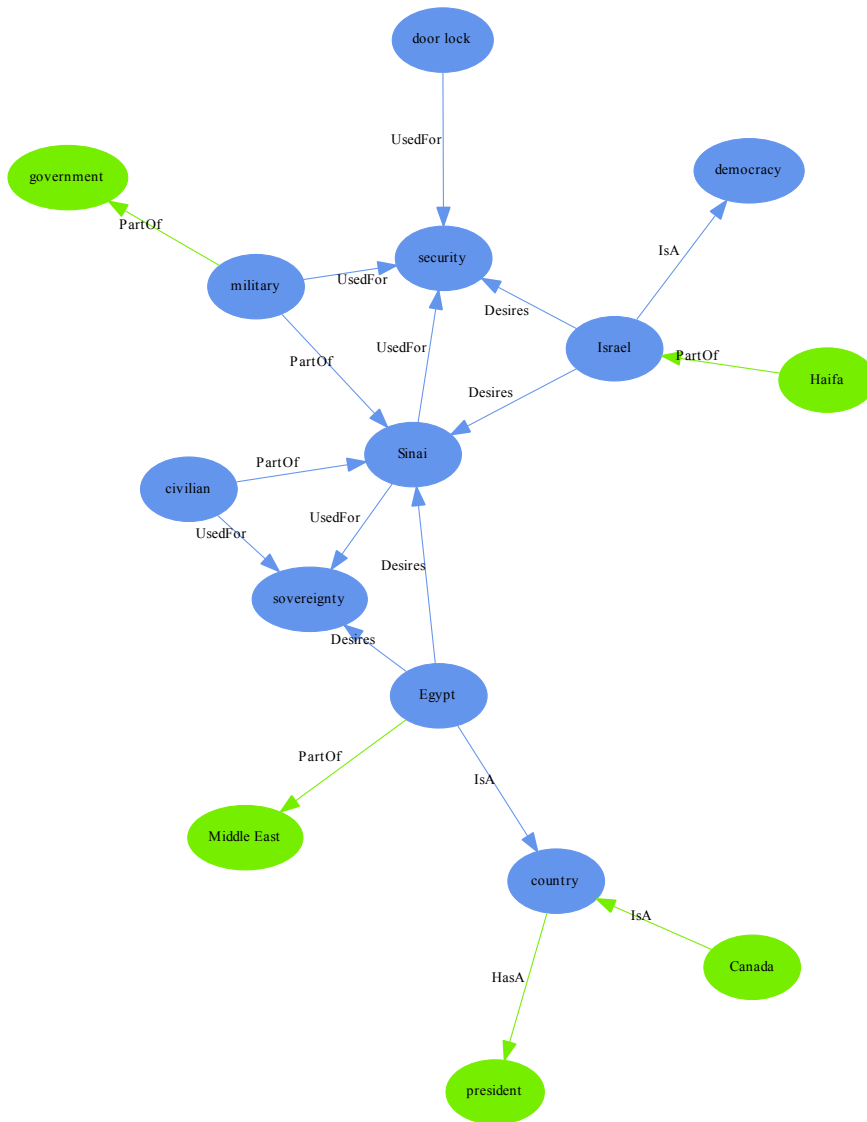 door lock
UsedFor
government
democracy
PartOf
IsA
security
military
UsedFor
Desires
Israel
PartOf
UsedFor
PartOf
Haifa
Desires
Sinai
PartOf
civilian
UsedFor
UsedFor
Desires
sovereignty
Desires
Egypt
PartOf
IsA
Middle East
country
IsA
Canada
HasA
president